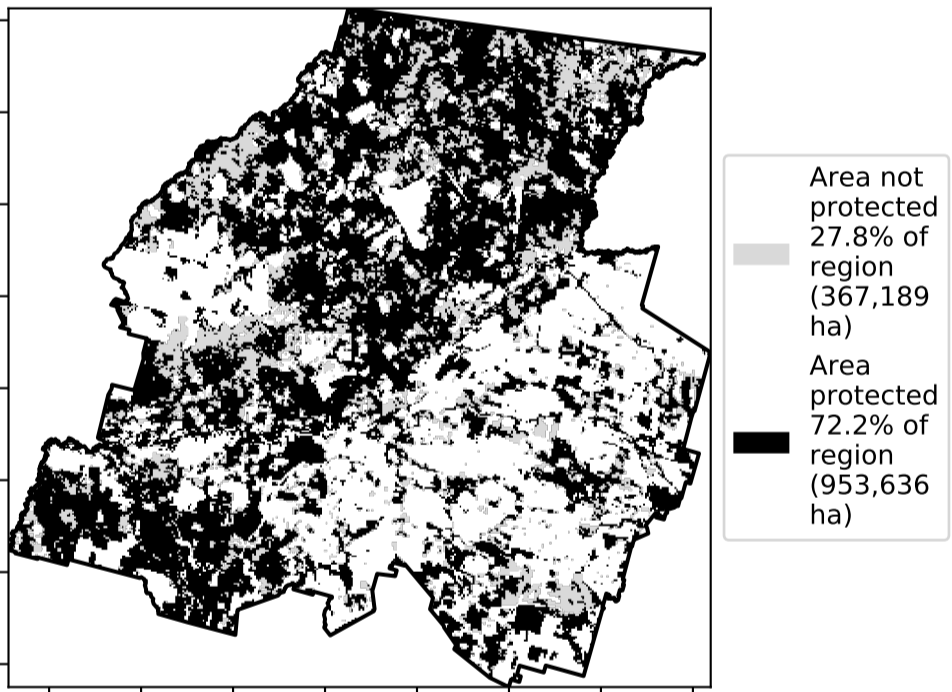 Area not
protected
27.8% of
region
(367,189
ha)
Area
protected
72.2% of
region
(953,636
ha)